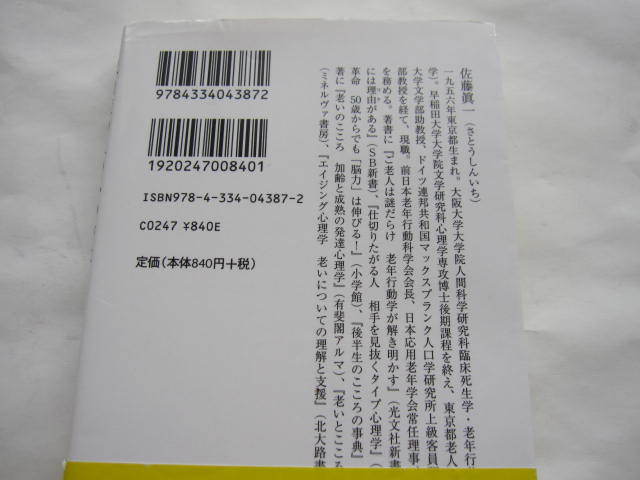 9784334043872
1920247008401
ISBN978-4-334-04387-2
C0247 ¥840E
定価(本体840円+税)
佐藤眞一(さとうしんいち)
一九五六年東京都生まれ。大阪大学大学院人間科学研究科臨床死生学・老年行
学)。早稲田大学大学院文学研究科心理学専攻博士後期課程を終え、東京都老人
大学文学部助教授、ドイツ連邦共和国マックスプランク人口学研究所上級客員
部教授を経て、現職。前日本老年行動科学会会長、日本応用老年学会常任理事
を務める。著書に『ご老人は謎だらけ 老年行動学が解き明かす』(光文社新書
には理由がある』(SB新書)、『仕切りたがる人 相手を見抜くタイプ心理学』(
革命 50歳からでも「脳力」は伸びる!』(小学館)、『後半生のこころの事典』
著に『老いのこころ 加齢と成熟の発達心理学』(有斐閣アルマ)、『老いとこころ
(ミネルヴァ書房)、『エイジング心理学 老いについての理解と支援』(北大路書